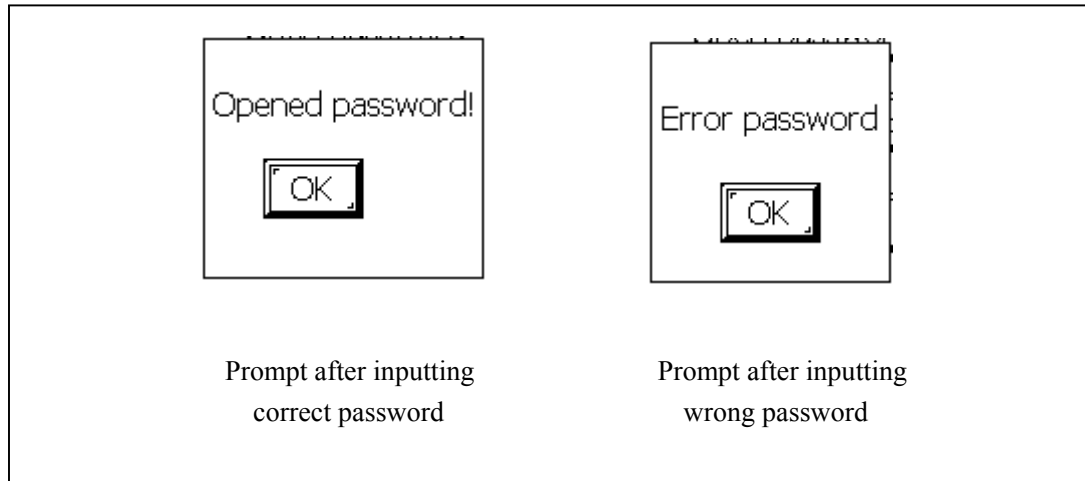 Opened password!
OK
Error password
OK
Prompt after inputting
correct password
Prompt after inputting
wrong password